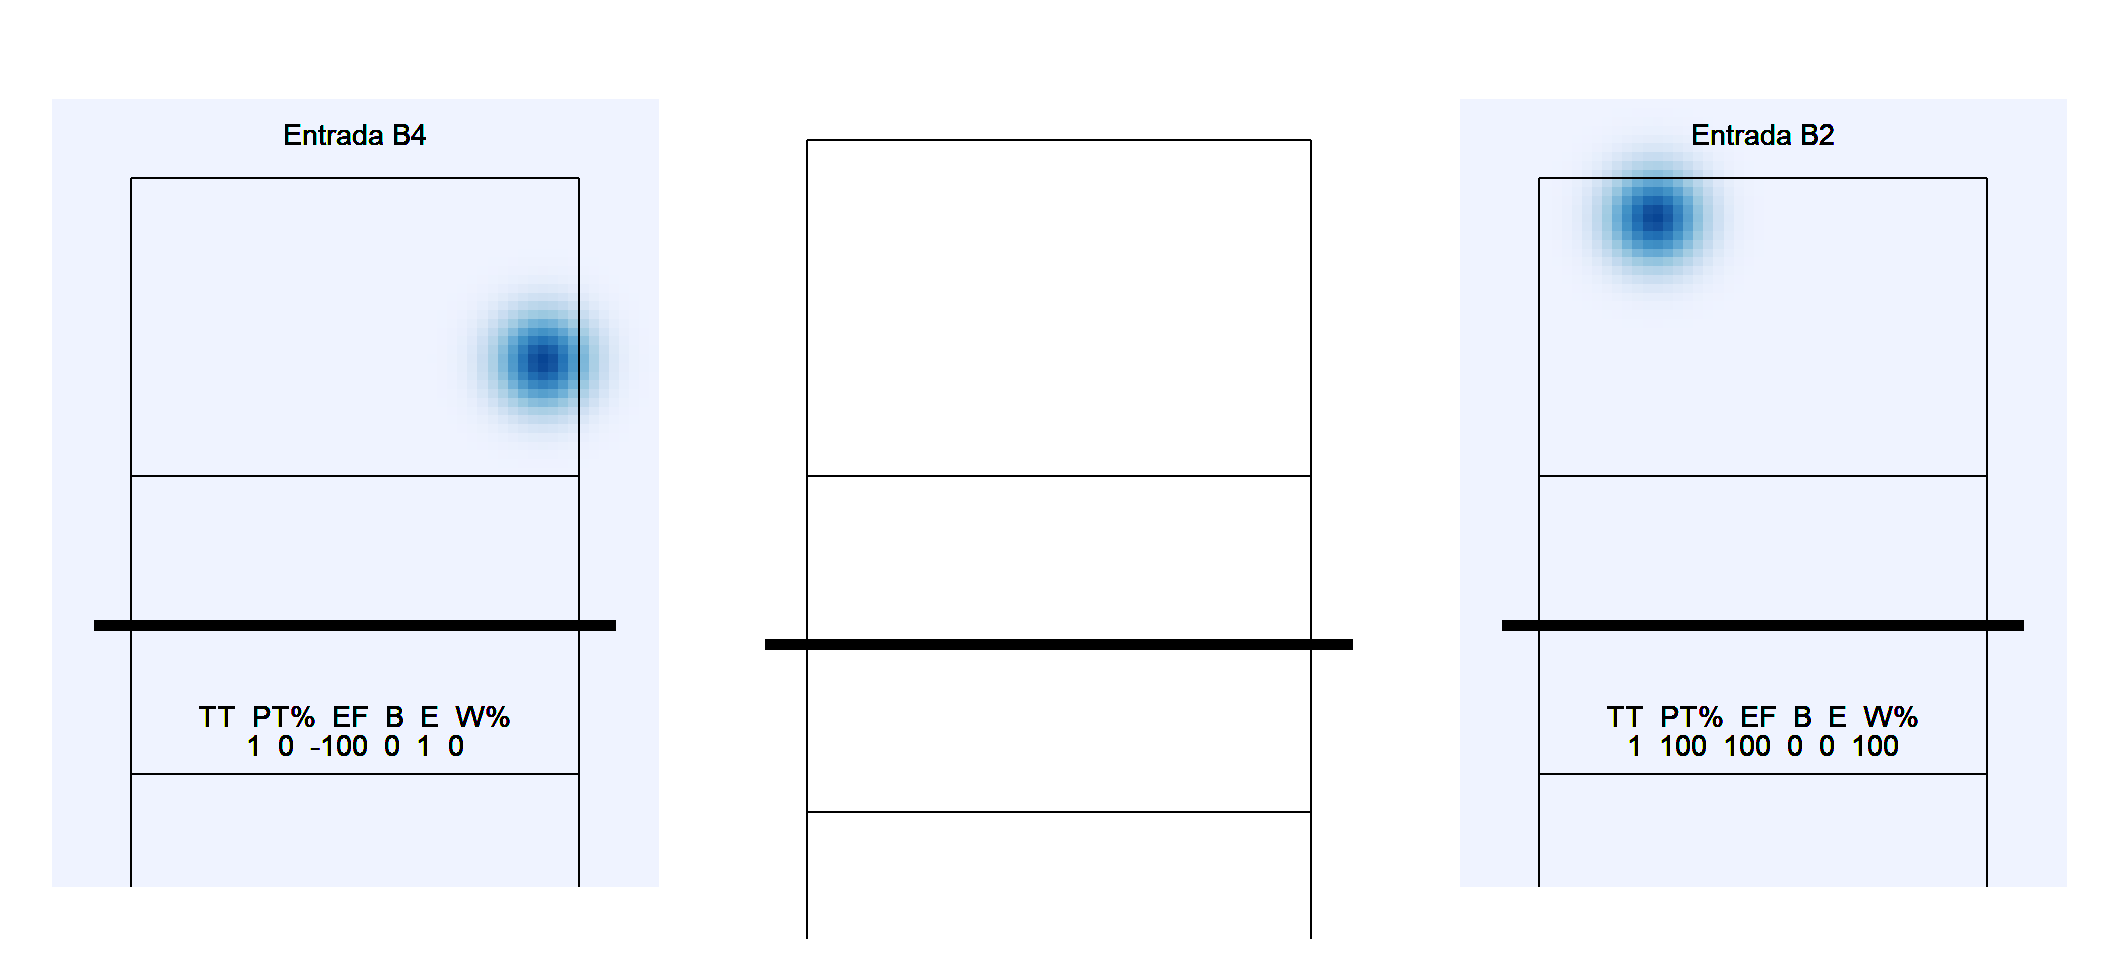 Entrada B4
TT PT% EF B E W%
1 0 -100 0 1 0
Entrada B2
TT PT% EF B E W%
1 100 100 0 0 100